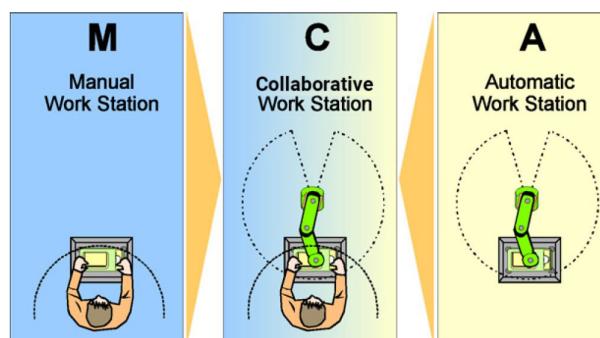 M
Manual
Work Station
C
Collaborative
Work Station
A
Automatic
Work Station